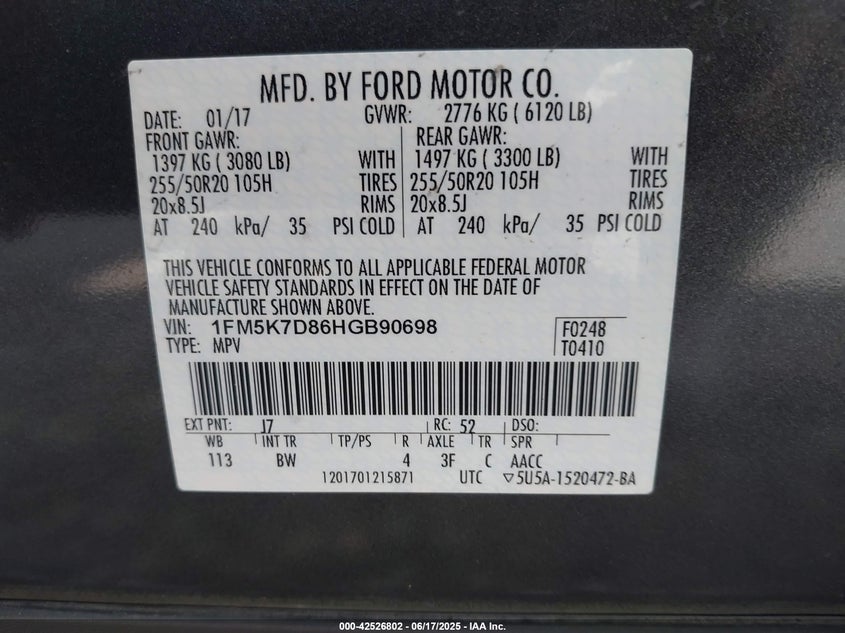 MFD. BY FORD MOTOR CO.
DATE: 01/17 GVWR: 2776 KG ( 6120 LB)
FRONT GAWR: REAR GAWR:
1397 KG ( 3080 LB) WITH 1497 KG ( 3300 LB) WITH
255/50R20 105H TIRES 255/50R20 105H TIRES
20x8.5J RIMS 20x8.5J RIMS
AT 240 kPa/ 35 PSI COLD AT 240 kPa/ 35 PSI COLD
THIS VEHICLE CONFORMS TO ALL APPLICABLE FEDERAL MOTOR
VEHICLE SAFETY STANDARDS IN EFFECT ON THE DATE OF
MANUFACTURE SHOWN ABOVE.
VIN: 1FM5K7D86HGB90698 F0248
TYPE: MPV T0410
EXT PNT: J7 RC: 52 DSO:
WB INT TR TP/PS R AXLE TR SPR
113 BW 4 3F C AACC
1201701215871 UTC ▽5U5A-1520472-BA
000-42526802 - 06/17/2025 - IAA Inc.